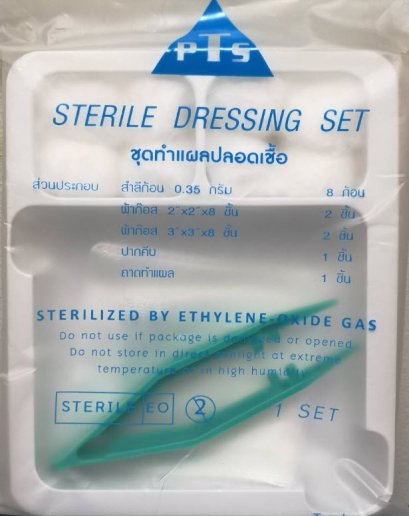 PTS
STERILE DRESSING SET
ชุดทำแผลปลอดเชื้อ
ส่วนประกอบ สำลีก้อน 0.35 กรัม 8 ก้อน
ผ้าก๊อส 2"x2"x8 ชั้น 2 ชิ้น
ผ้าก๊อส 3"x3"x8 ชั้น 2 ชิ้น
ปากคีบ 1 ชิ้น
ถาดทำแผล 1 ชิ้น
STERILIZED BY ETHYLENE-OXIDE GAS
Do not use if package is damaged or opened
Do not store in direct sunlight at extreme
temperature or in high humidity
STERILE EO 2 1 SET